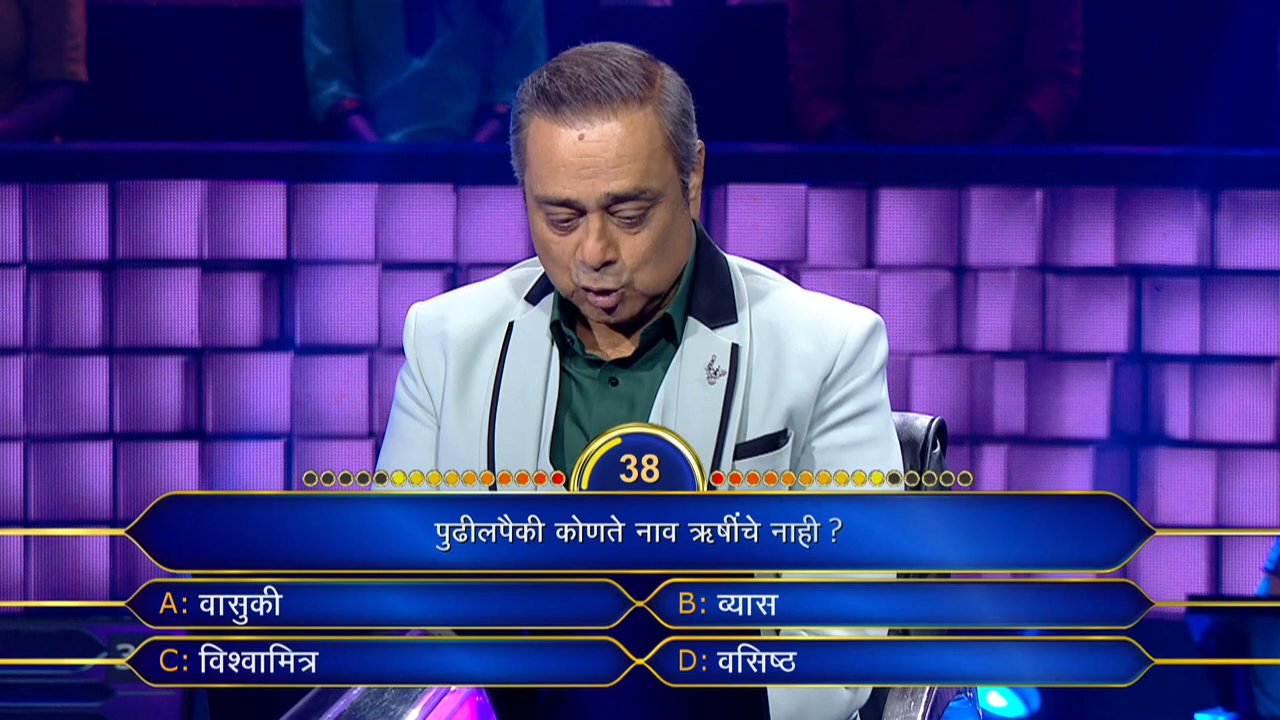 38
पुढीलपैकी कोणते नाव ऋषींचे नाही ?
A: वासुकी
B: व्यास
C: विश्वामित्र
D: वसिष्ठ